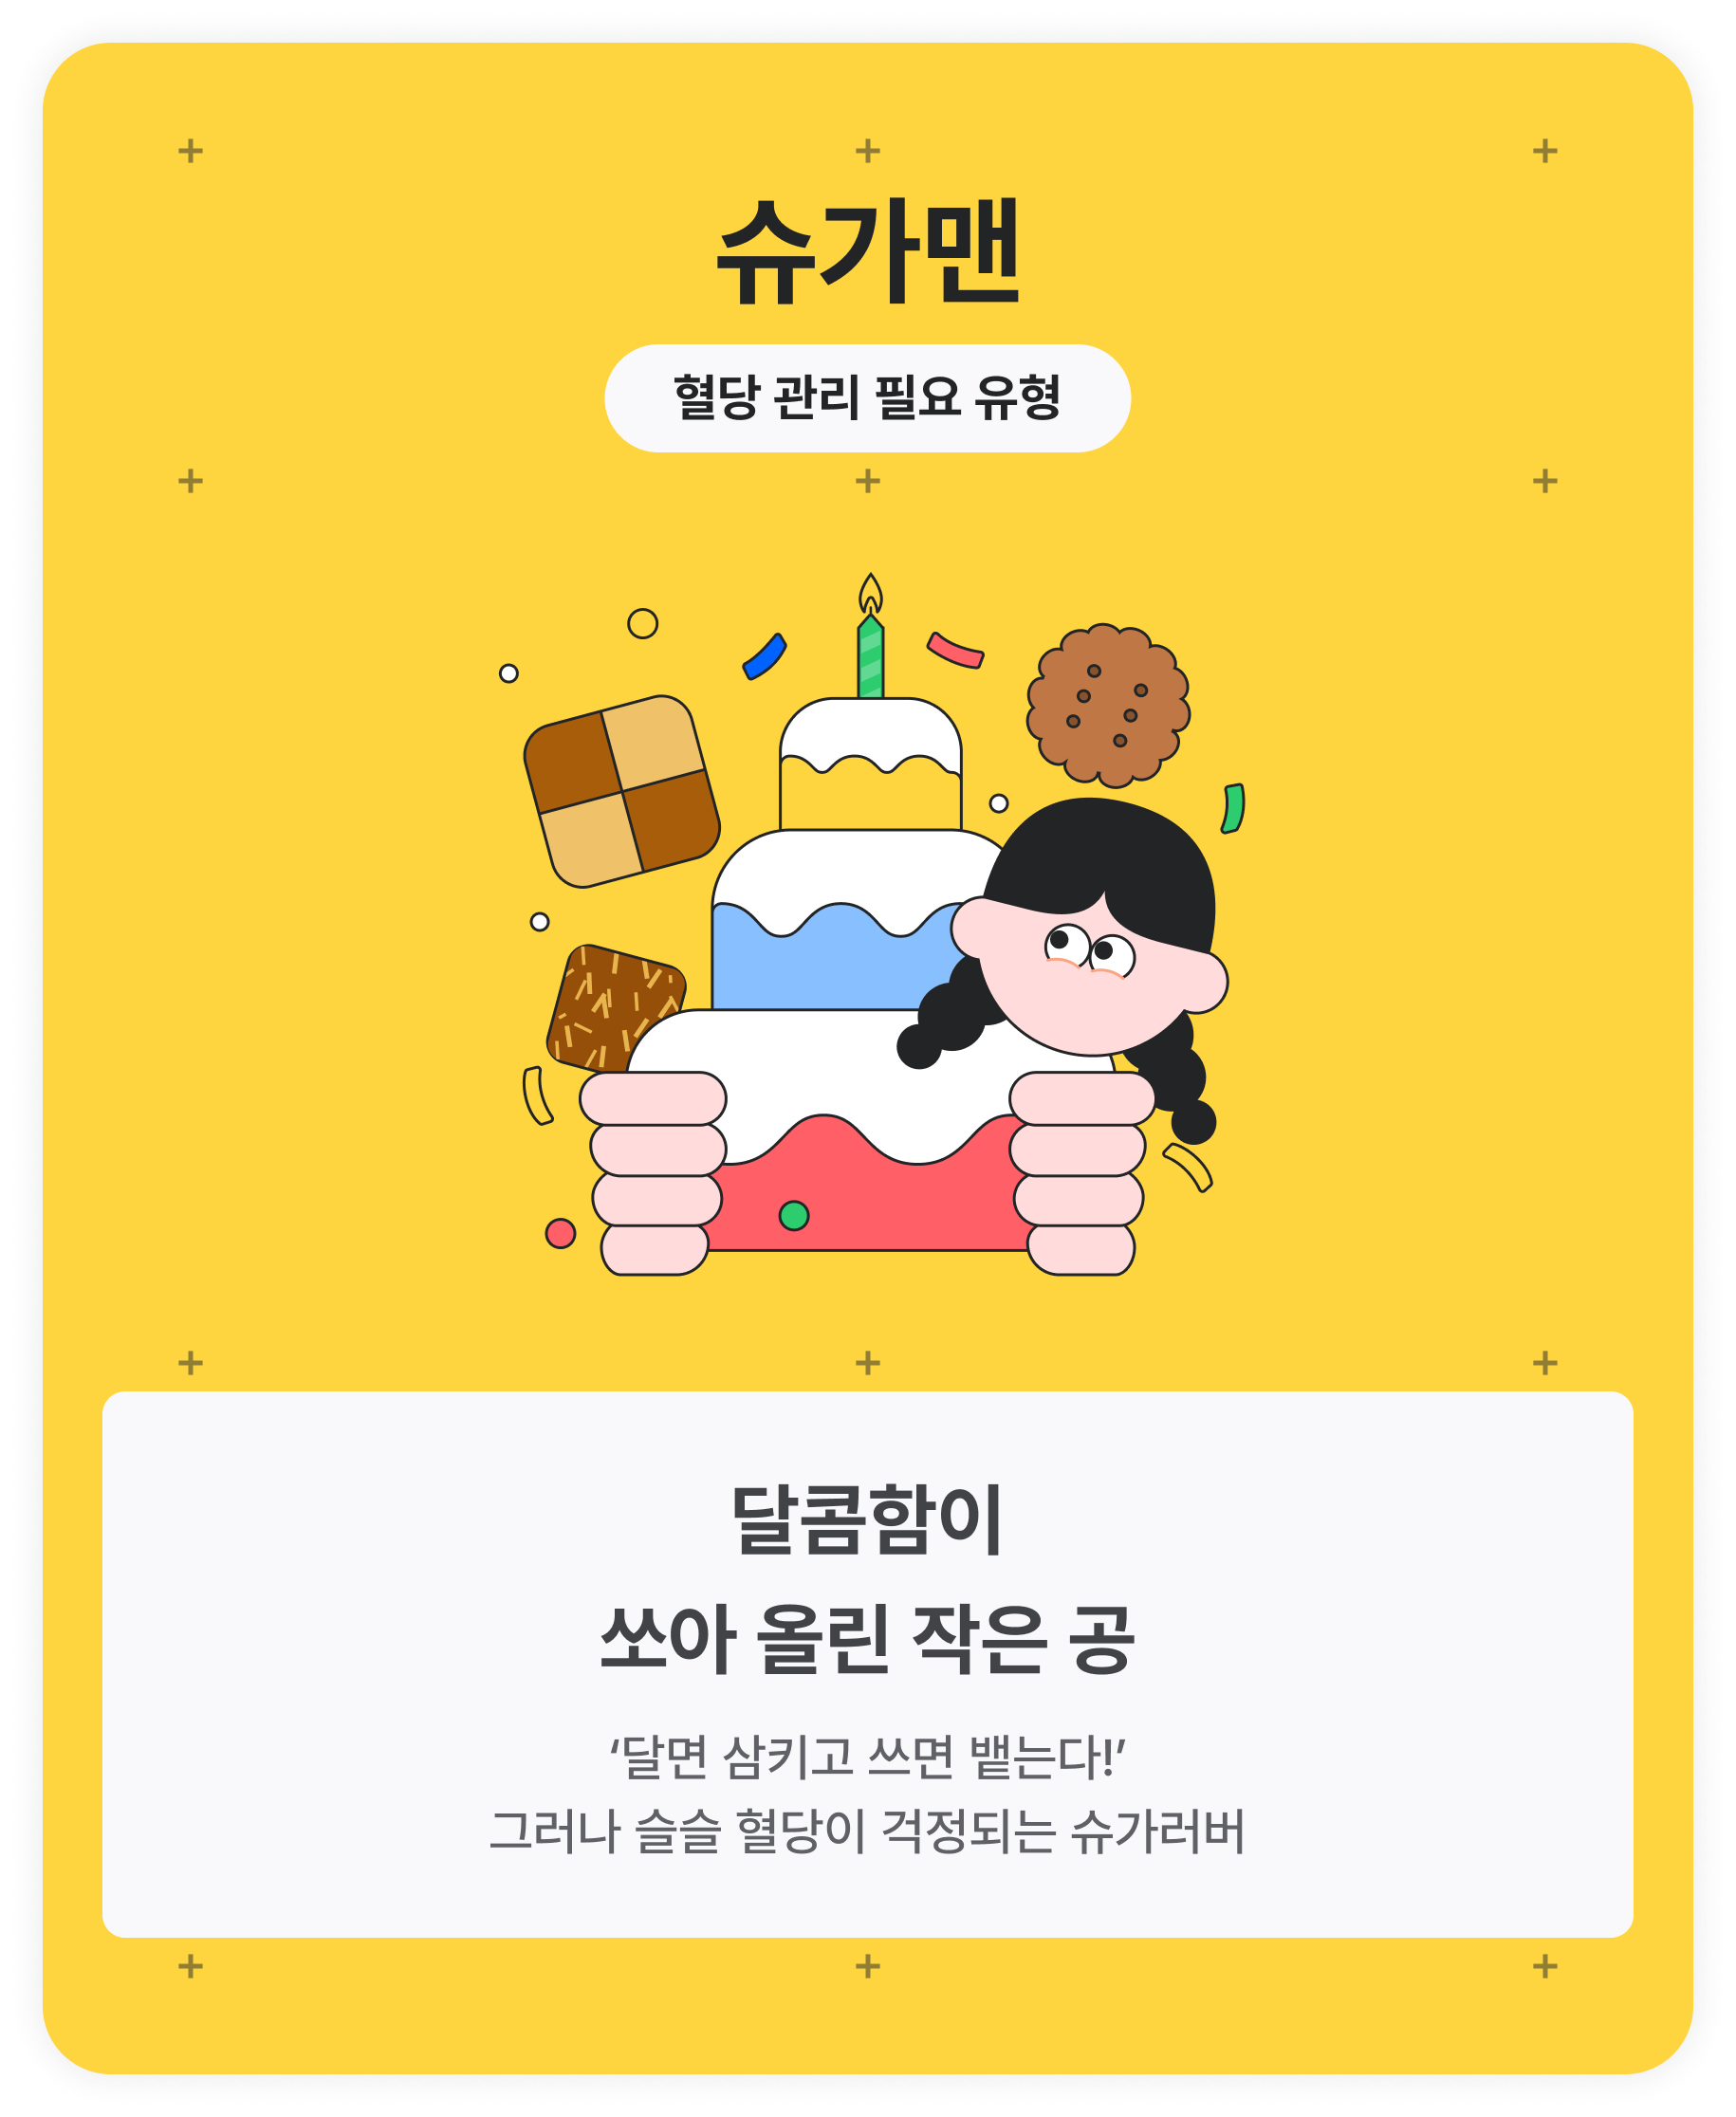 슈가맨
혈당 관리 필요 유형
달콤함이
쏘아 올린 작은 공
‘달면 삼키고 쓰면 뱉는다!’
그러나 슬슬 혈당이 걱정되는 슈가러버